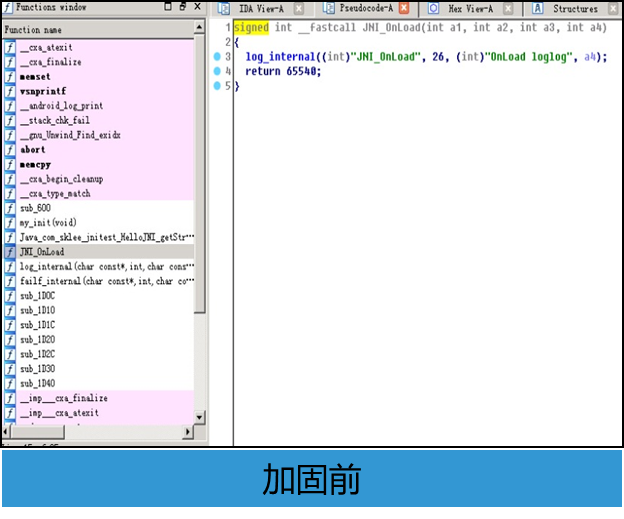 Functions window
Function name
__cxa_atexit
__cxa_finalize
memset
vsnprintf
__android_log_print
__stack_chk_fail
__gnu_Unwind_Find_exidx
abort
memcpy
__cxa_begin_cleanup
__cxa_type_match
sub_600
my_init(void)
Java_com_sklee_jnitest_HelloJNI_getStr…
JNI_OnLoad
log_internal(char const*,int,char cons…
failf_internal(char const*,int,char co…
sub_1D0C
sub_1D10
sub_1D1C
sub_1D20
sub_1D2C
sub_1D30
sub_1D40
__imp___cxa_finalize
__imp___cxa_atexit
IDA View-A Pseudocode-A Hex View-A Structures
1 signed int __fastcall JNI_OnLoad(int a1, int a2, int a3, int a4)
2 {
3 log_internal((int)"JNI_OnLoad", 26, (int)"OnLoad loglog", a4);
4 return 65540;
5 }
加固前